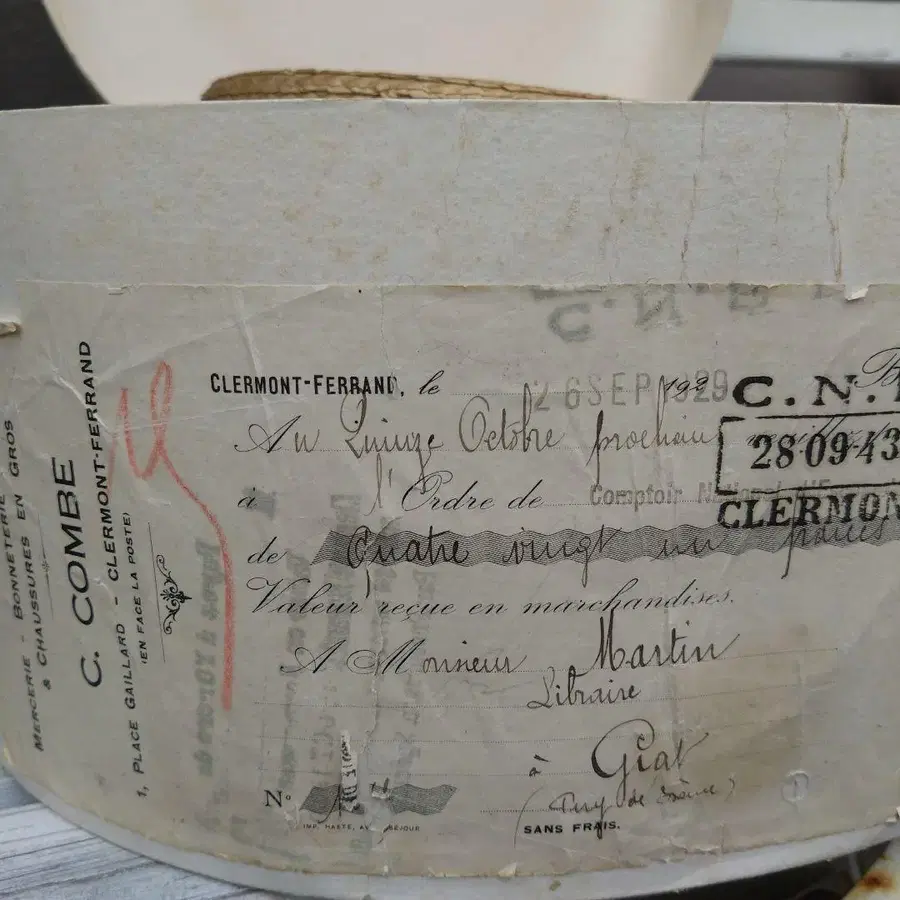 MERCERIE - BONNETERIE
& CHAUSSURES EN GROS
C. COMBE
1, PLACE GAILLARD - CLERMONT-FERRAND
(EN FACE LA POSTE)
C.N.E
CLERMONT-FERRAND, le 26 SEP 1929 192
C.N.
B
Au Quinze Octobre prochain
28·09·43
à l'Ordre de Comptoir National
CLERMON
de Quatre vingt un francs
Valeur reçue en marchandises.
A Monsieur Martin
Libraire
à Giat
(Puy de Dôme)
N°
SANS FRAIS.